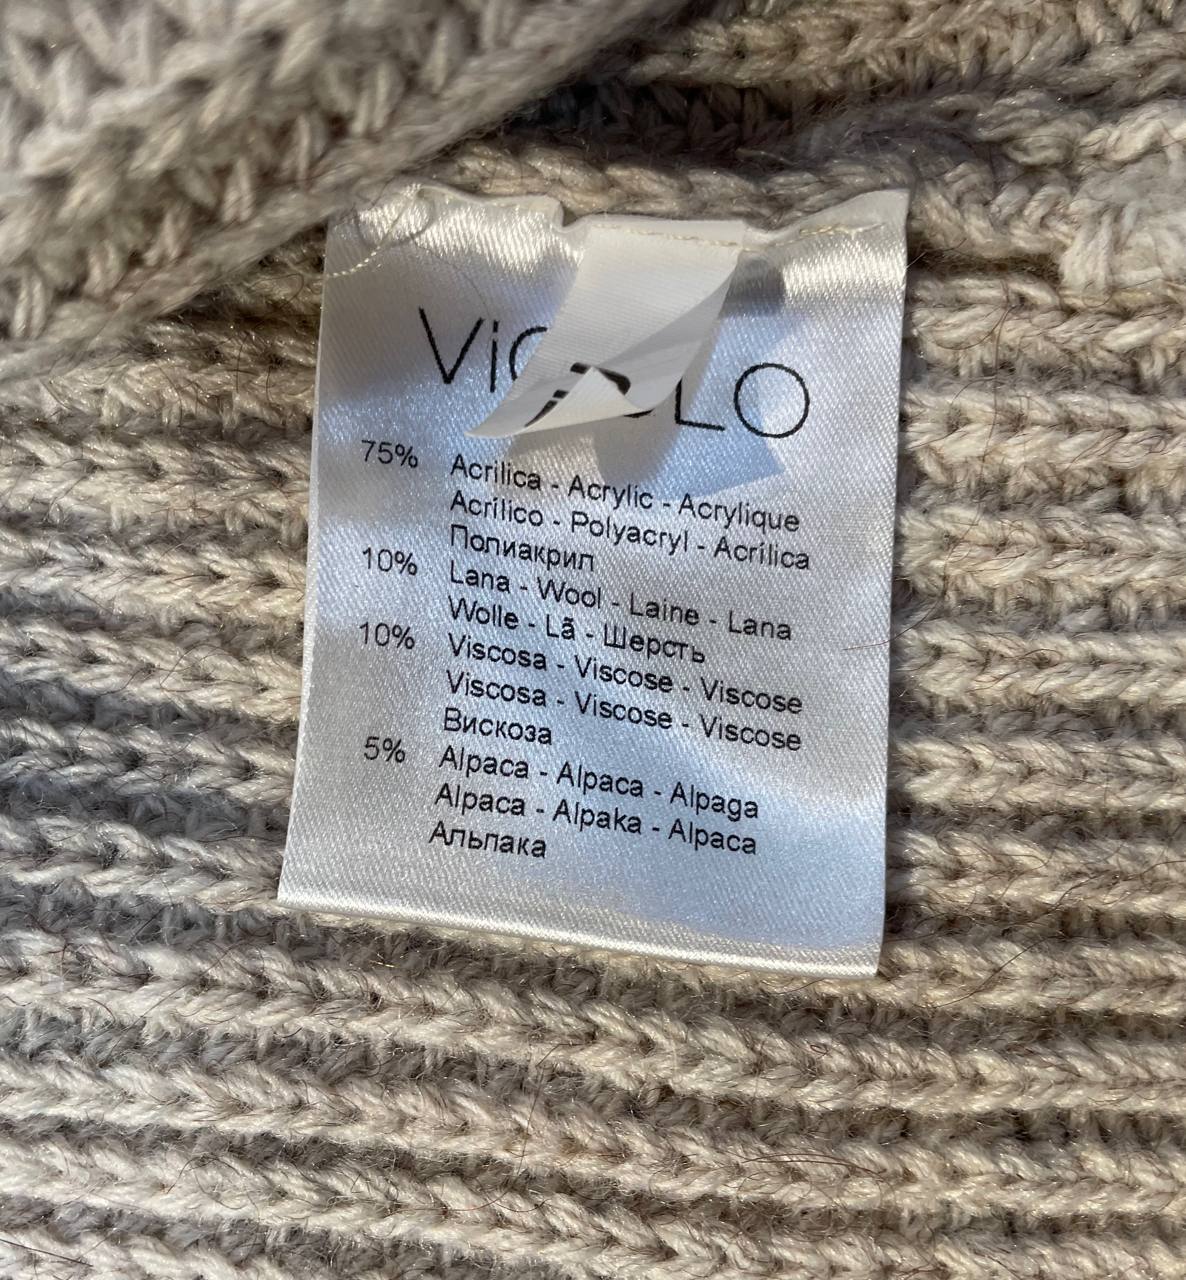 75% Acrilica - Acrylic - Acrylique
Acrílico - Polyacryl - Acrílica
Полиакрил
10% Lana - Wool - Laine - Lana
Wolle - Lã - Шерсть
10% Viscosa - Viscose - Viscose
Viscosa - Viscose - Viscose
Вискоза
5% Alpaca - Alpaca - Alpaga
Alpaca - Alpaka - Alpaca
Альпака